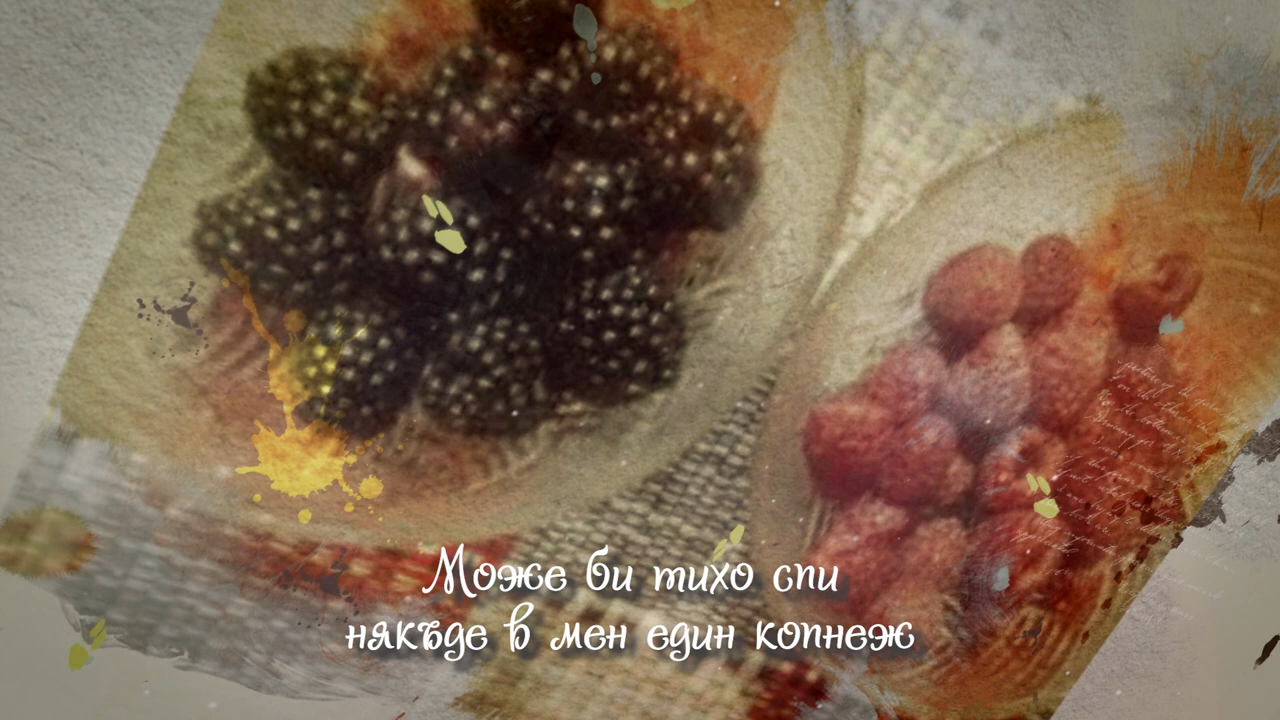 Може би тихо спи
някъде в мен един копнеж